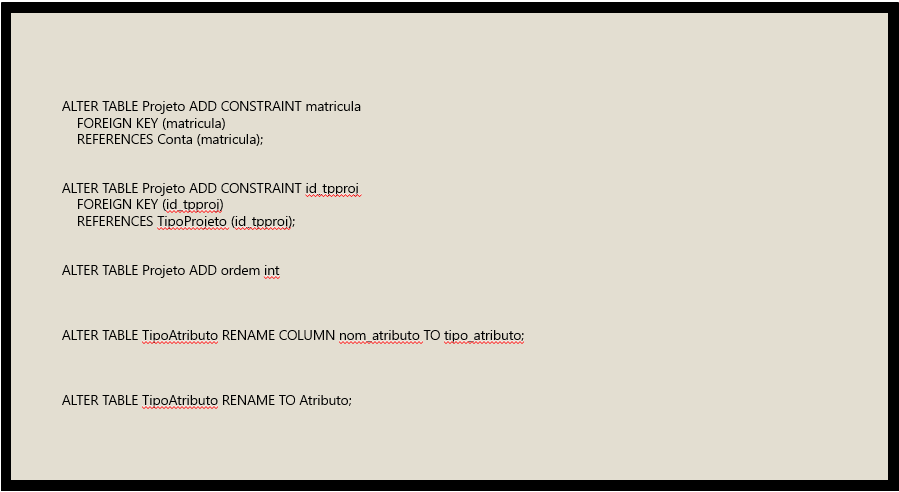 ALTER TABLE Projeto ADD CONSTRAINT matricula
FOREIGN KEY (matricula)
REFERENCES Conta (matricula);
ALTER TABLE Projeto ADD CONSTRAINT id_tpproj
FOREIGN KEY (id_tpproj)
REFERENCES TipoProjeto (id_tpproj);
ALTER TABLE Projeto ADD ordem int
ALTER TABLE TipoAtributo RENAME COLUMN nom_atributo TO tipo_atributo;
ALTER TABLE TipoAtributo RENAME TO Atributo;